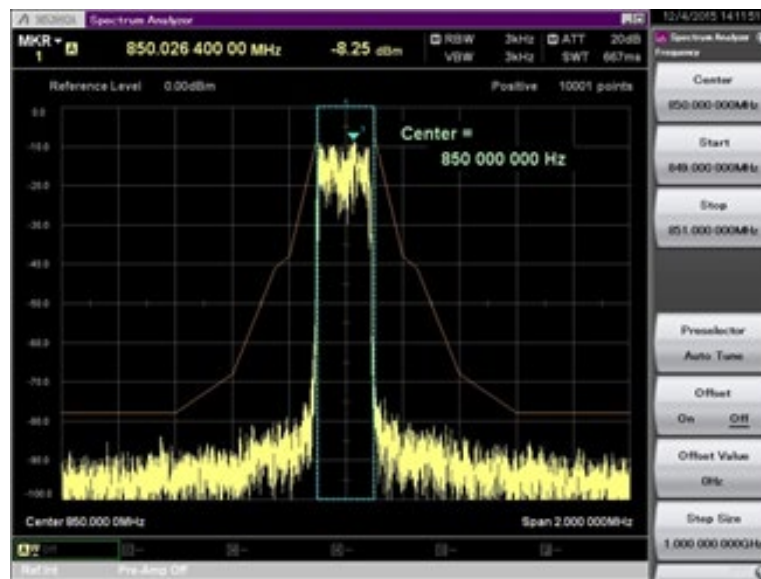 Spectrum Analyzer
12/4/2015 14:11:51
MKR 1 A 850.026 400 00 MHz -8.25 dBm
RBW 3kHz ATT 20dB
VBW 3kHz SWT 667ms
Reference Level 0.00dBm Positive 10001 points
Center =
850 000 000 Hz
0.0
-10.0
-20.0
-30.0
-40.0
-50.0
-60.0
-70.0
-80.0
-90.0
-100.0
Center 850.000 0MHz Span 2.000 000MHz
Ref.Int Pre-Amp Off
Spectrum Analyzer
Frequency
Center
850.000 000MHz
Start
849.000 000MHz
Stop
851.000 000MHz
Preselector
Auto Tune
Offset
On Off
Offset Value
0Hz
Step Size
1.000 000 000GHz